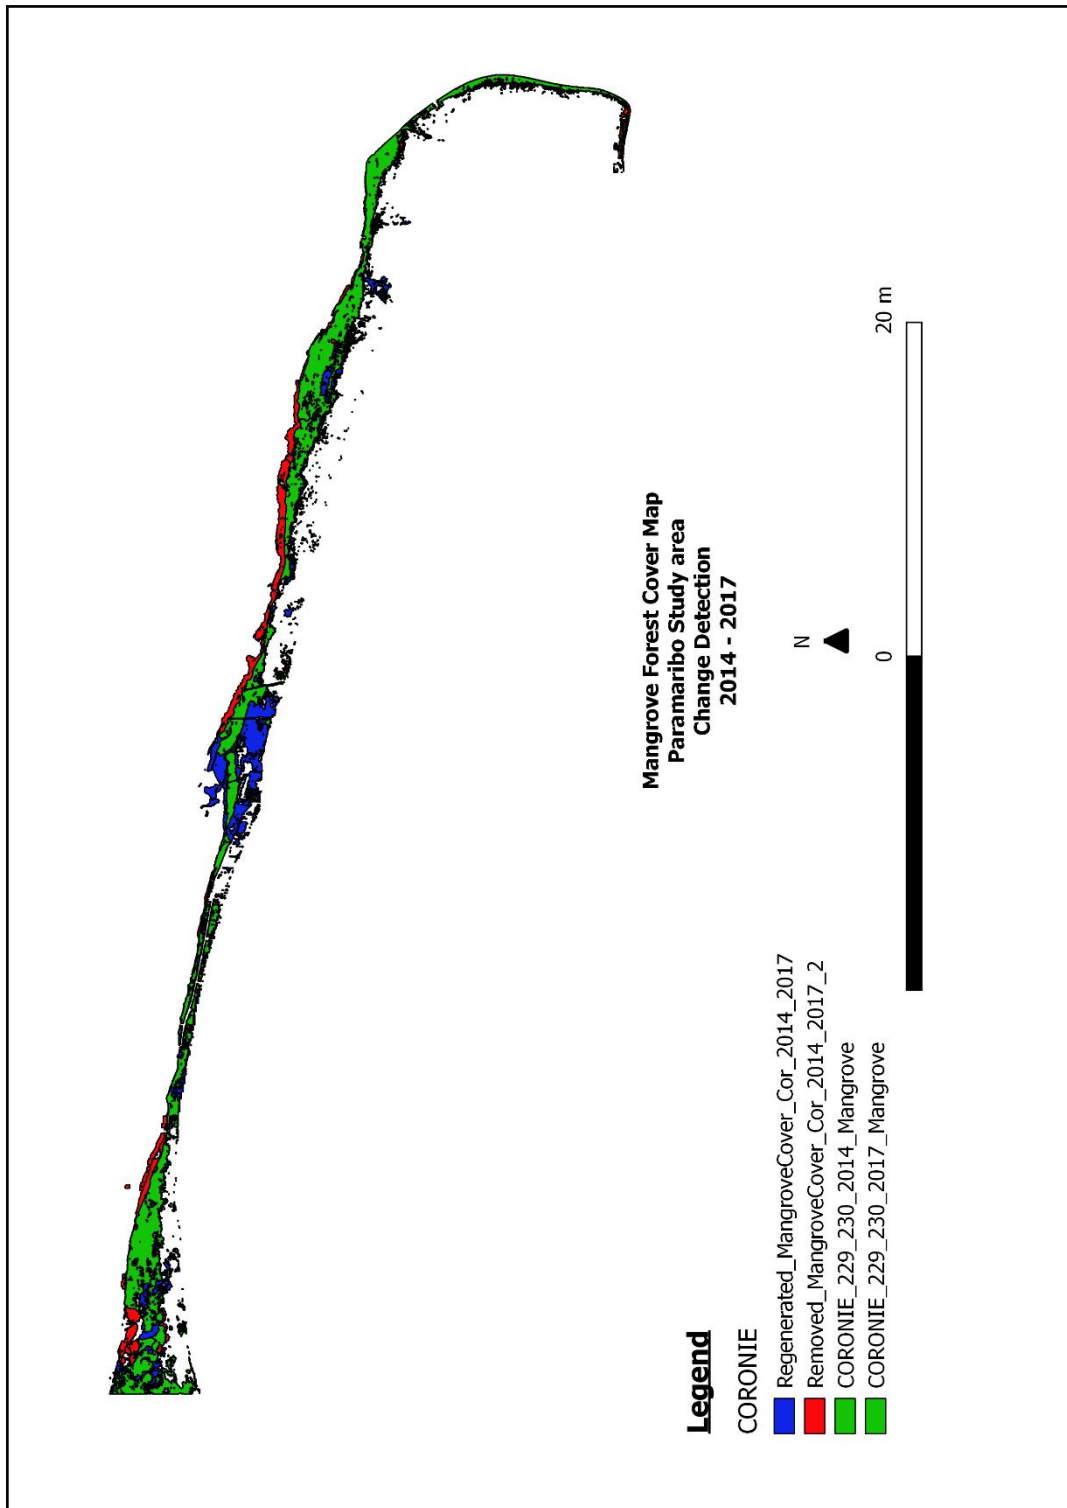 Mangrove Forest Cover Map
Paramaribo Study area
Change Detection
2014 - 2017
N
0
20 m
Legend
CORONIE
Regenerated_MangroveCover_Cor_2014_2017
Removed_MangroveCover_Cor_2014_2017_2
CORONIE_229_230_2014_Mangrove
CORONIE_229_230_2017_Mangrove